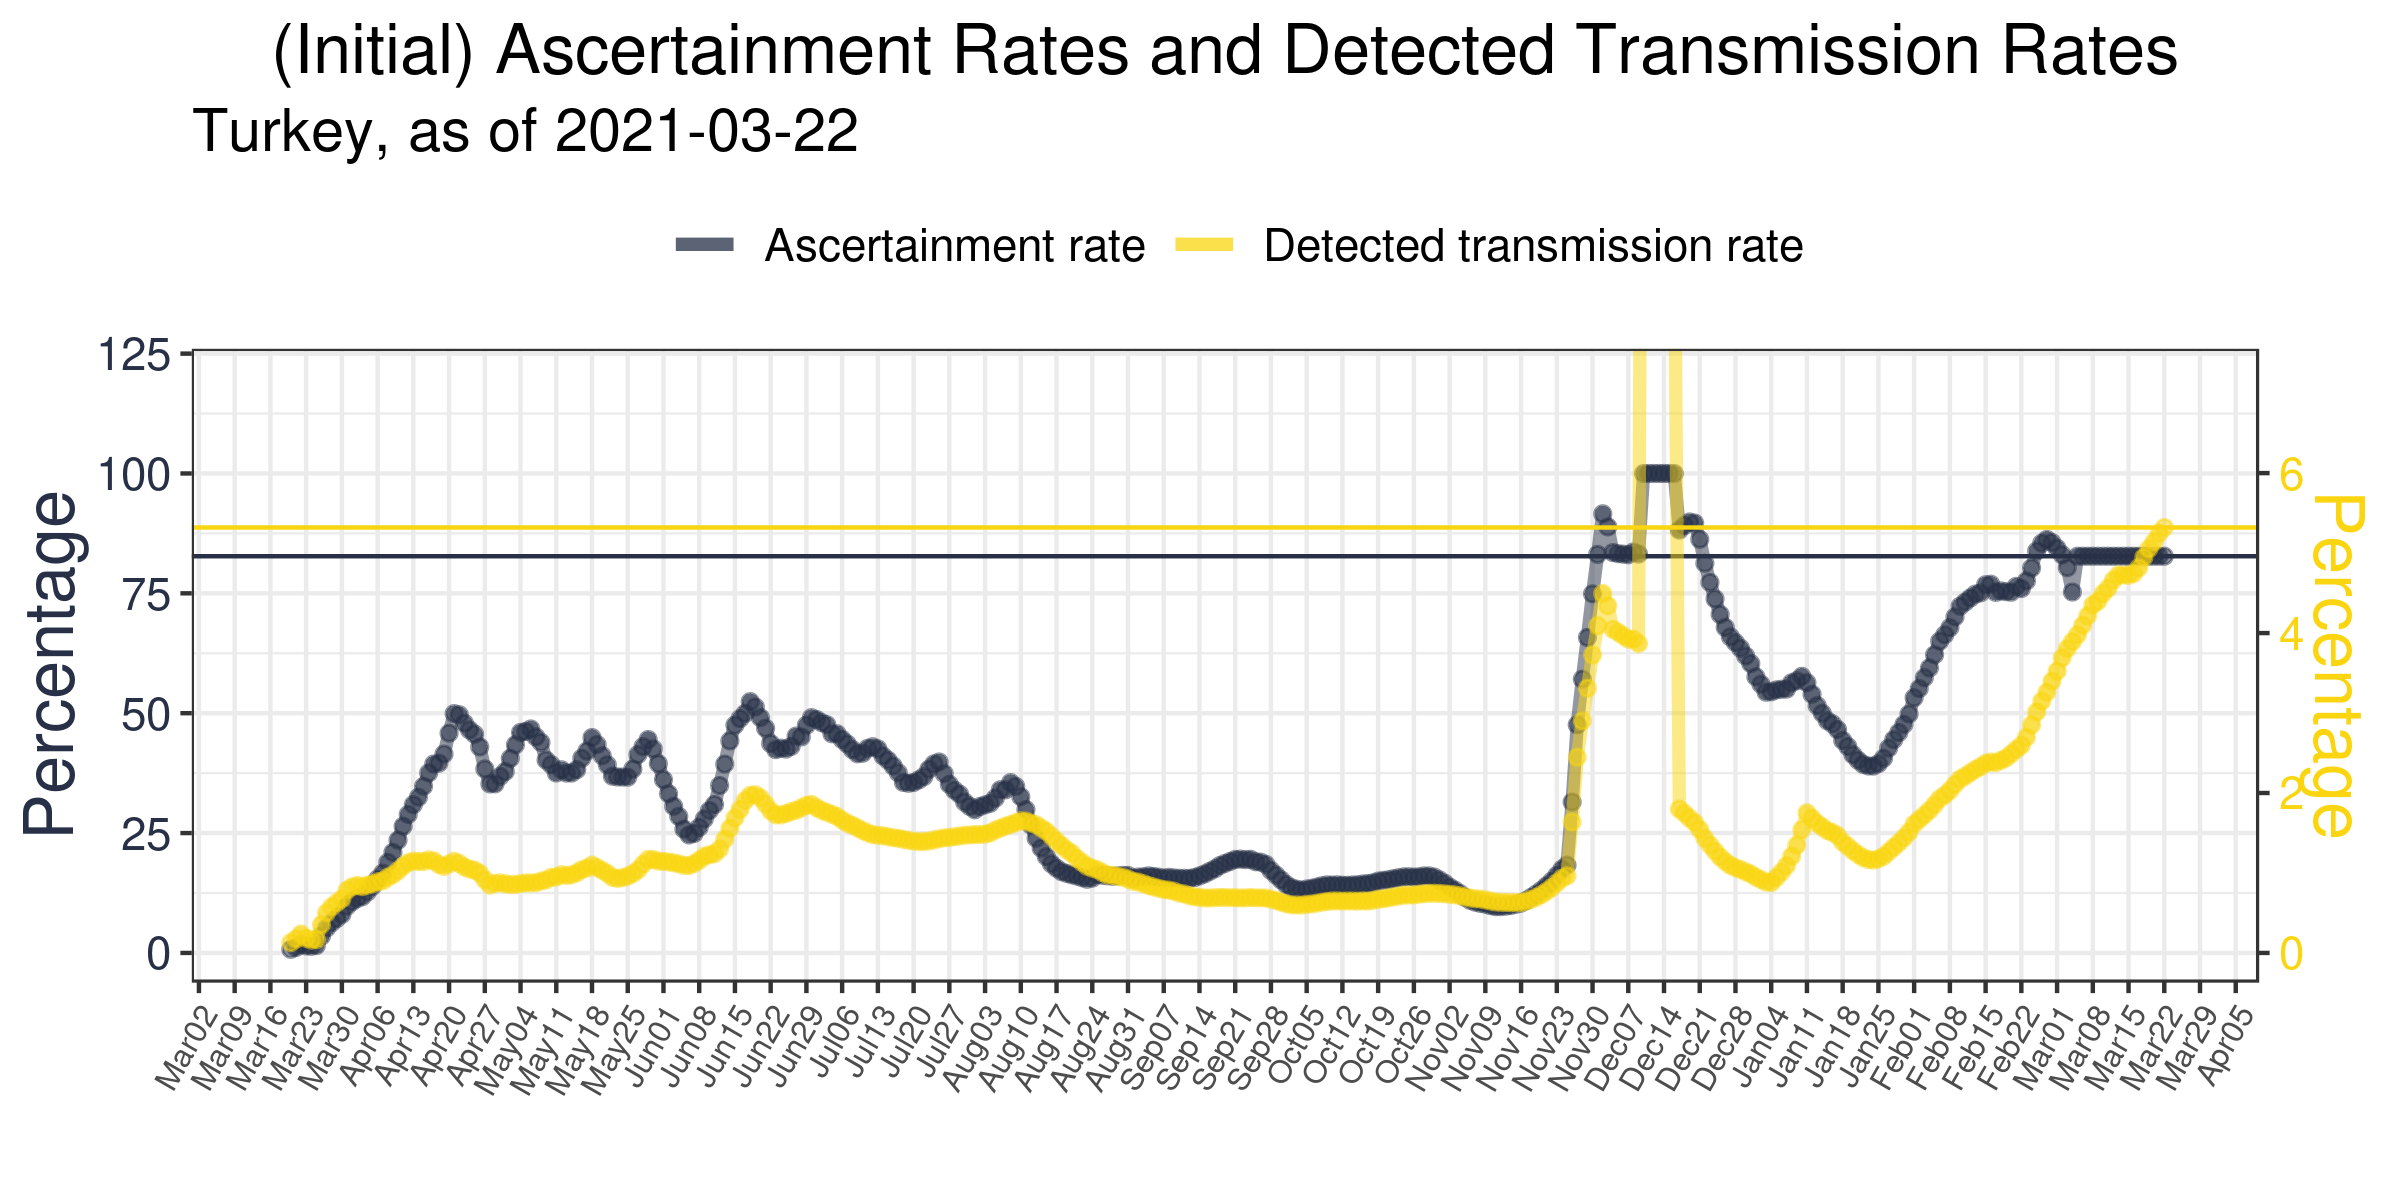 (Initial) Ascertainment Rates and Detected Transmission Rates
Turkey, as of 2021-03-22
Ascertainment rate
Detected transmission rate
Percentage
125
100
75
50
25
0
6
4
2
0
Percentage
Mar02
Mar09
Mar16
Mar23
Mar30
Apr06
Apr13
Apr20
Apr27
May04
May11
May18
May25
Jun01
Jun08
Jun15
Jun22
Jun29
Jul06
Jul13
Jul20
Jul27
Aug03
Aug10
Aug17
Aug24
Aug31
Sep07
Sep14
Sep21
Sep28
Oct05
Oct12
Oct19
Oct26
Nov02
Nov09
Nov16
Nov23
Nov30
Dec07
Dec14
Dec21
Dec28
Jan04
Jan11
Jan18
Jan25
Feb01
Feb08
Feb15
Feb22
Mar01
Mar08
Mar15
Mar22
Mar29
Apr05